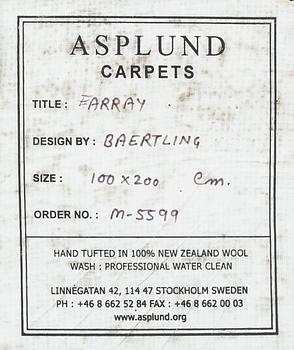 ASPLUND
CARPETS
TITLE : EARRAY
DESIGN BY : BAERTLING
SIZE : 100 X 200 Cm.
ORDER NO. : M-5599
HAND TUFTED IN 100% NEW ZEALAND WOOL
WASH : PROFESSIONAL WATER CLEAN
LINNÉGATAN 42, 114 47 STOCKHOLM SWEDEN
PH : +46 8 662 52 84 FAX : +46 8 662 00 03
www.asplund.org